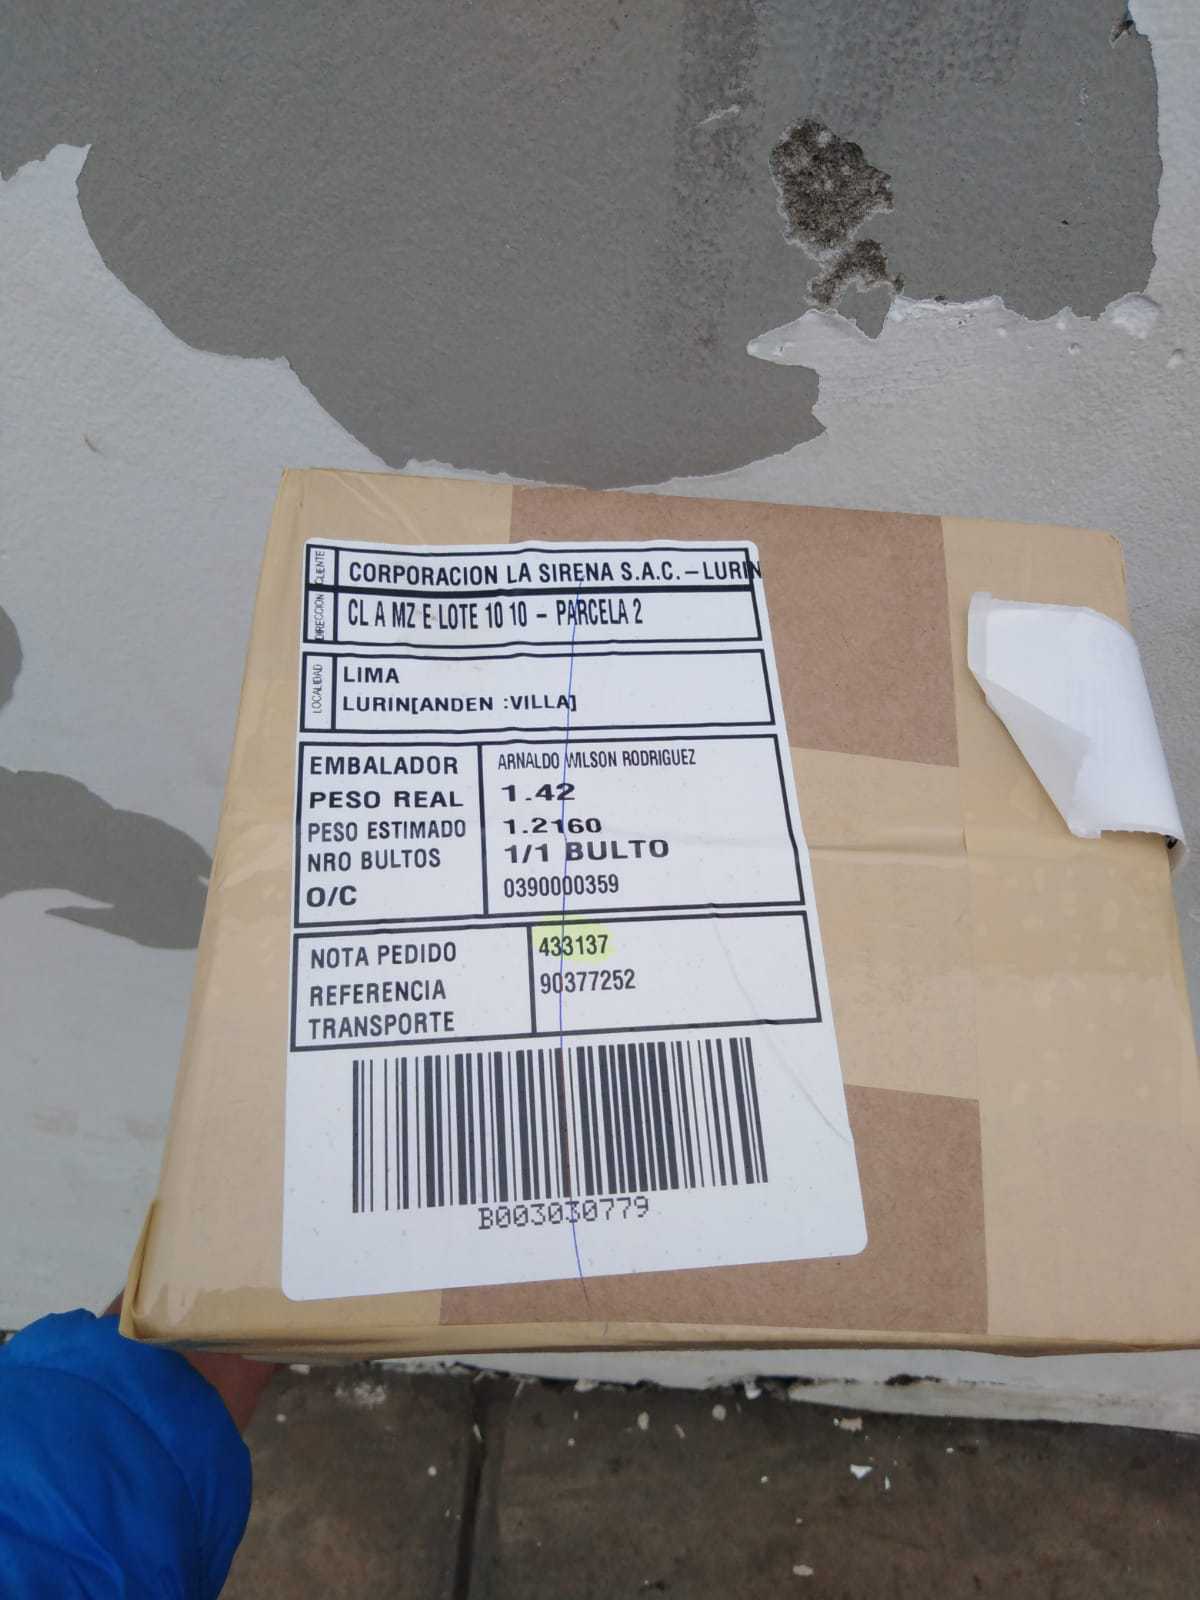 CLIENTE CORPORACION LA SIRENA S.A.C.-LURIN
DIRECCION CL A MZ E LOTE 10 10 - PARCELA 2
LOCALIDAD LIMA
LURIN[ANDEN :VILLA]
EMBALADOR ARNALDO WILSON RODRIGUEZ
PESO REAL 1.42
PESO ESTIMADO 1.2160
NRO BULTOS 1/1 BULTO
O/C 0390000359
NOTA PEDIDO 433137
REFERENCIA 90377252
TRANSPORTE
B003030779